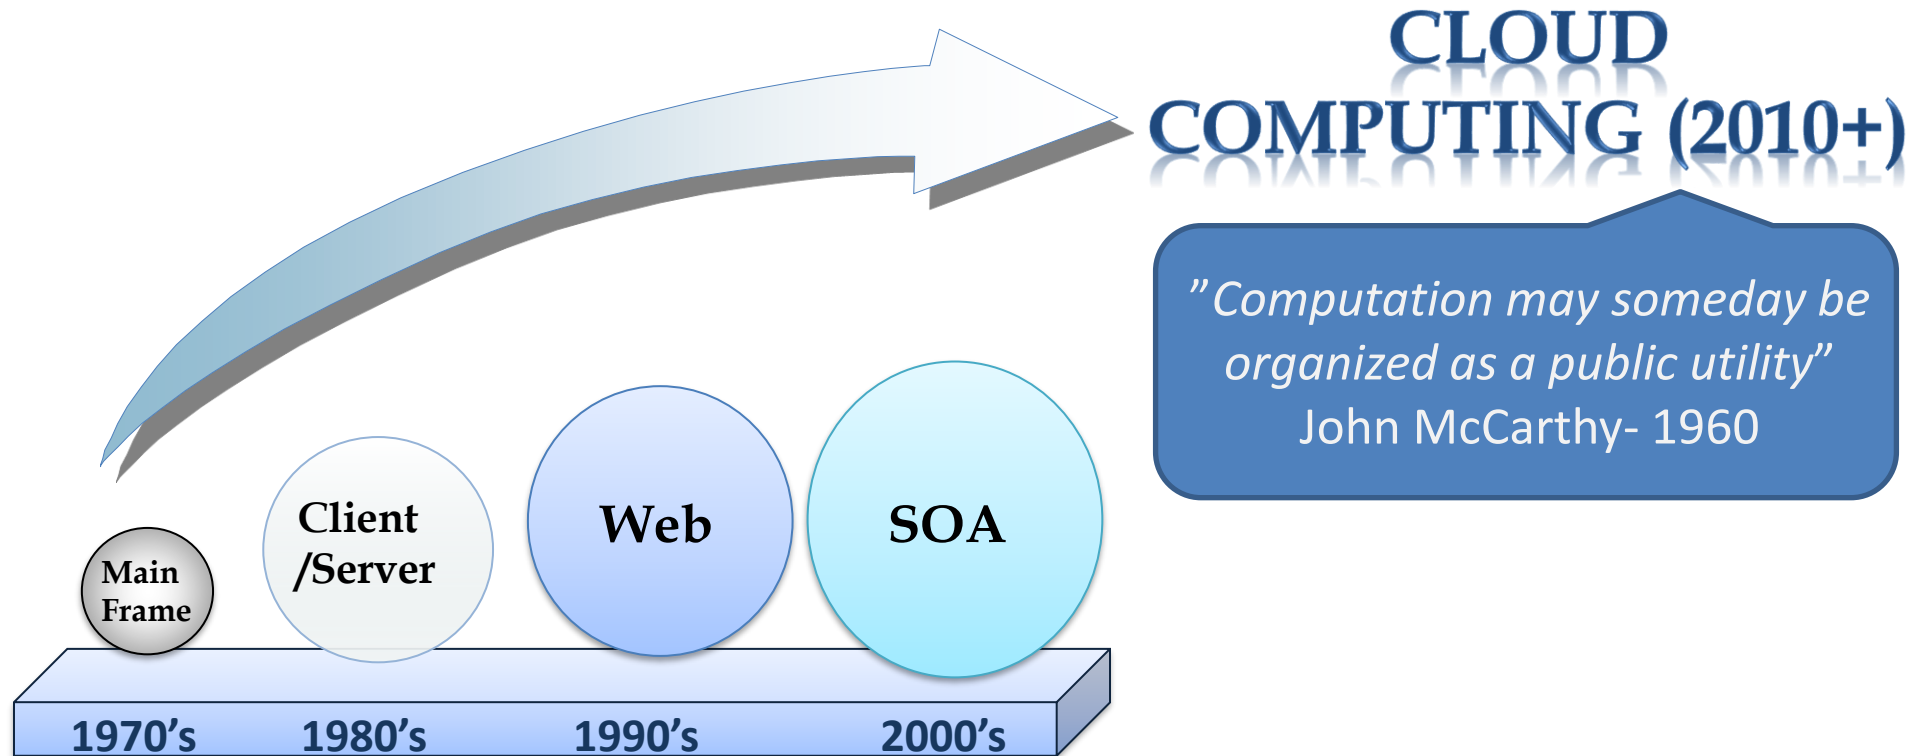 CLOUD
COMPUTING (2010+)
”Computation may someday be
organized as a public utility”
John McCarthy- 1960
Client
/Server
Web
SOA
Main
Frame
1970’s
1980’s
1990’s
2000’s